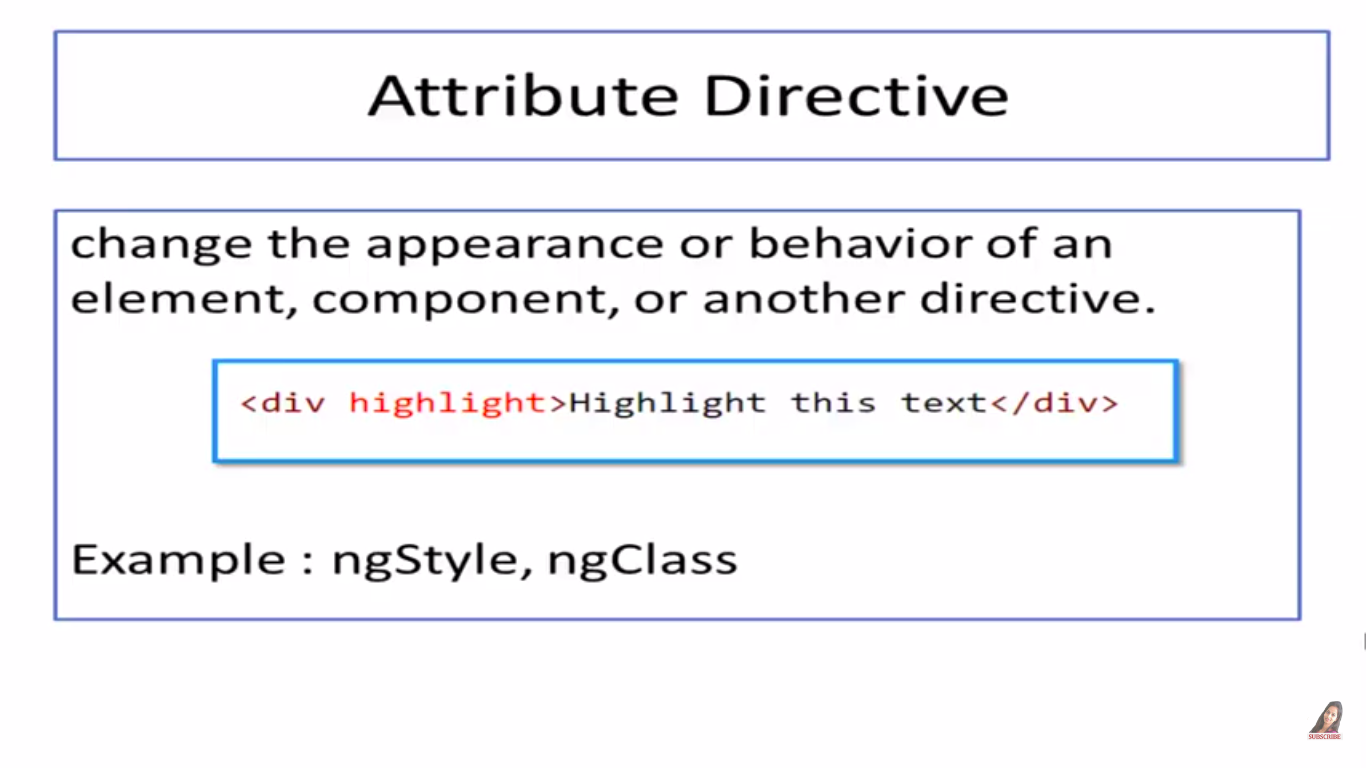 Attribute Directive
change the appearance or behavior of an
element, component, or another directive.
<div highlight>Highlight this text</div>
Example : ngStyle, ngClass
SUBSCRIBE